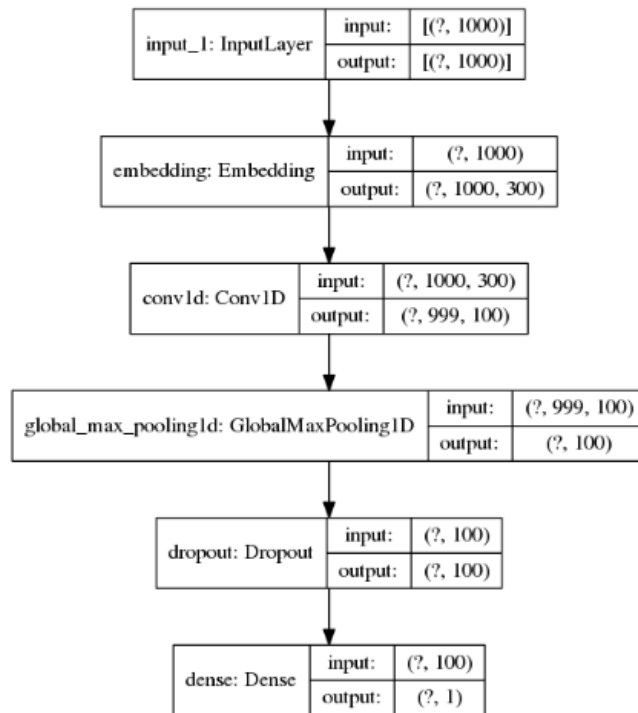 input_1: InputLayer
input: [(?, 1000)]
output: [(?, 1000)]
embedding: Embedding
input: (?, 1000)
output: (?, 1000, 300)
conv1d: Conv1D
input: (?, 1000, 300)
output: (?, 999, 100)
global_max_pooling1d: GlobalMaxPooling1D
input: (?, 999, 100)
output: (?, 100)
dropout: Dropout
input: (?, 100)
output: (?, 100)
dense: Dense
input: (?, 100)
output: (?, 1)